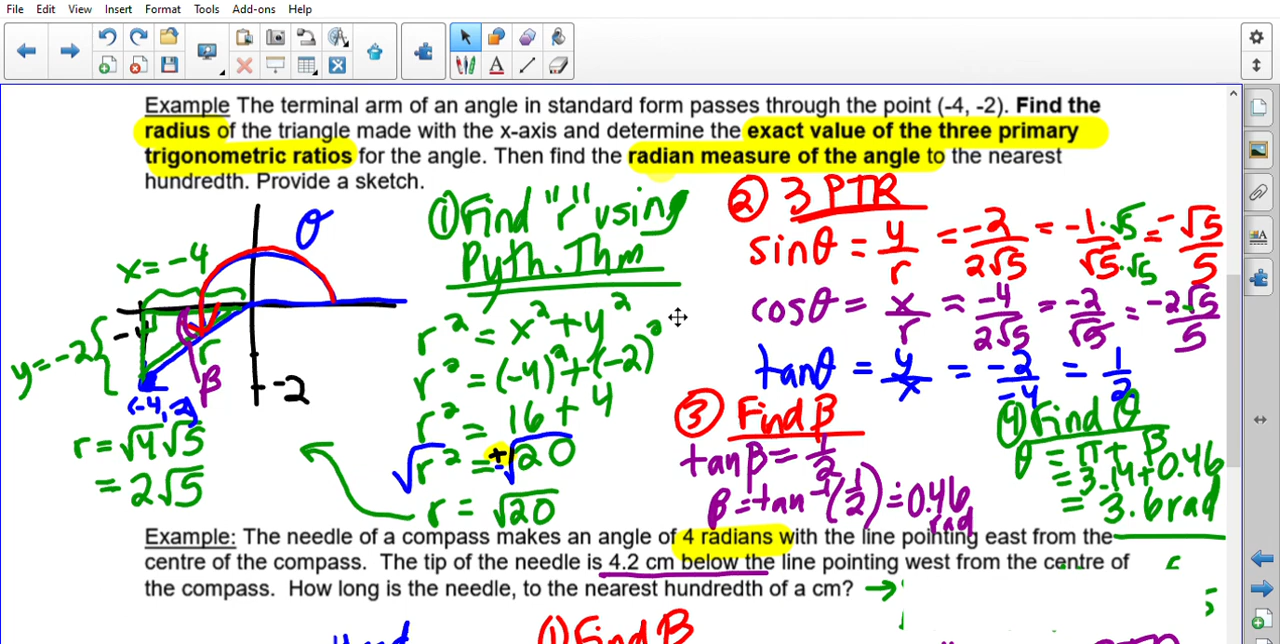 File Edit View Insert Format Tools Add-ons Help
Example The terminal arm of an angle in standard form passes through the point (-4, -2). Find the
radius of the triangle made with the x-axis and determine the exact value of the three primary
trigonometric ratios for the angle. Then find the radian measure of the angle to the nearest
hundredth. Provide a sketch.
θ
x = -4
-4
y = -2
r
β
-2
(-4, -2)
r = √4√5
= 2√5
① Find "r" using
Pyth. Thm
r² = x² + y²
r² = (-4)² + (-2)²
r² = 16 + 4
√r² = ±√20
r = √20
② 3 PTR
sinθ = y/r = -2/2√5 = -1/√5 · √5/√5 = -√5/5
cosθ = x/r = -4/2√5 = -2/√5 = -2√5/5
tanθ = y/x = -2/-4 = 1/2
③ Find β
tanβ = 1/2
β = tan⁻¹(1/2) ≐ 0.46 rad
④ Find θ
θ = π + β
= 3.14 + 0.46
= 3.6 rad
Example: The needle of a compass makes an angle of 4 radians with the line pointing east from the
centre of the compass. The tip of the needle is 4.2 cm below the line pointing west from the centre of
the compass. How long is the needle, to the nearest hundredth of a cm? →
① Find β